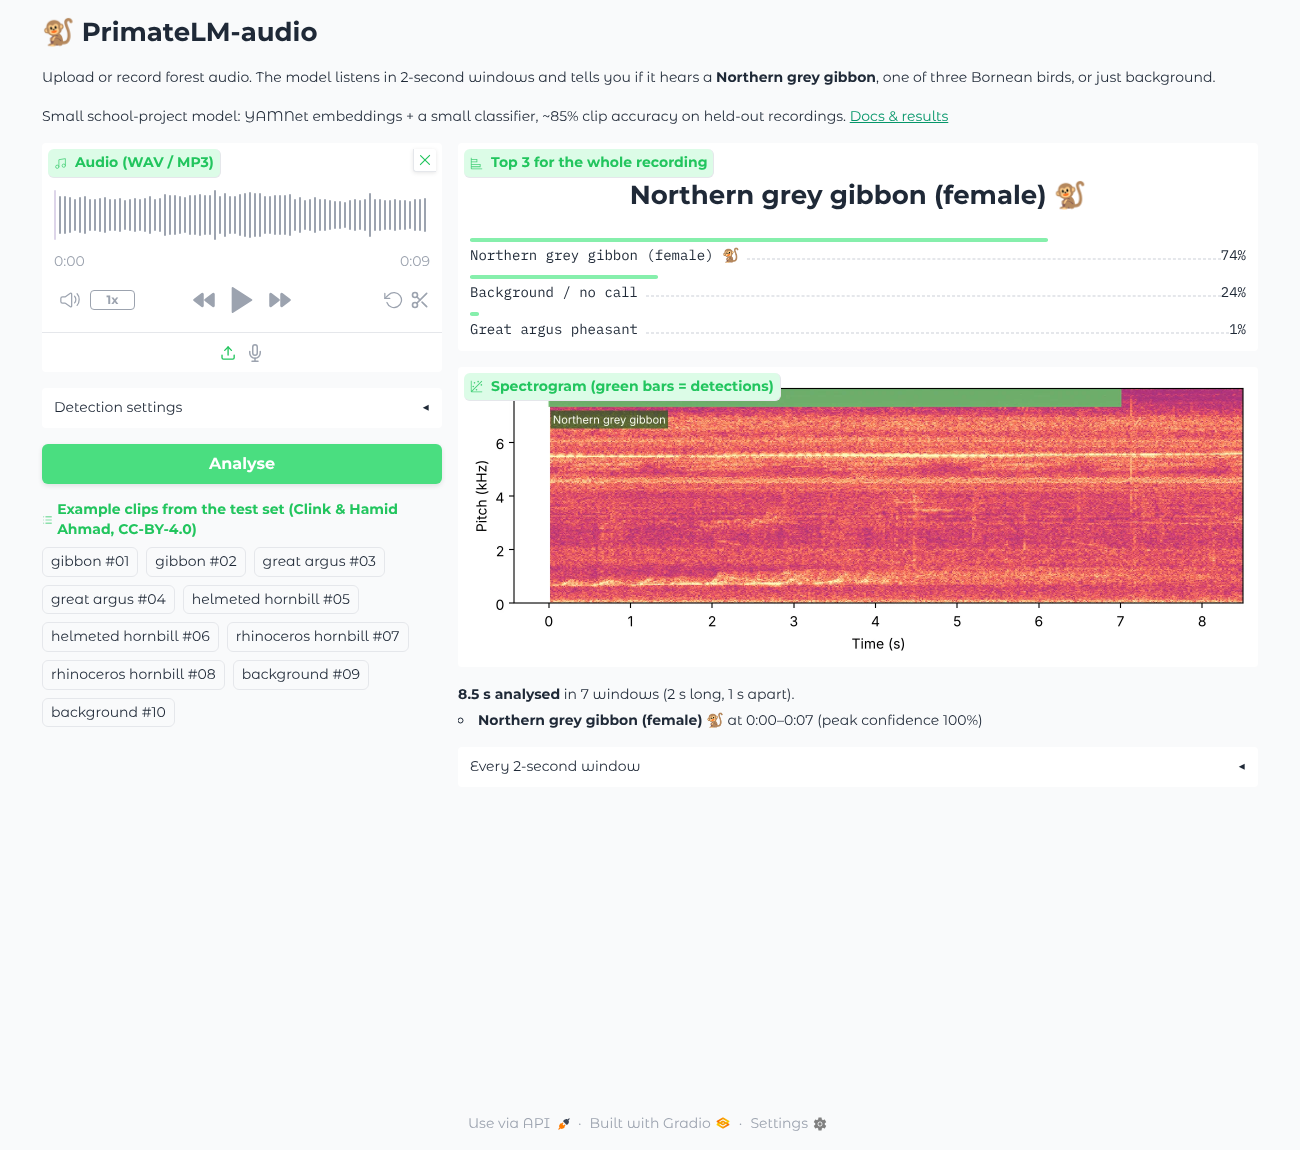 🐒 PrimateLM-audio
Upload or record forest audio. The model listens in 2-second windows and tells you if it hears a Northern grey gibbon, one of three Bornean birds, or just background.
Small school-project model: YAMNet embeddings + a small classifier, ~85% clip accuracy on held-out recordings. Docs & results
Audio (WAV / MP3)
0:00
0:09
1x
Detection settings
Analyse
Example clips from the test set (Clink & Hamid
Ahmad, CC-BY-4.0)
gibbon #01
gibbon #02
great argus #03
great argus #04
helmeted hornbill #05
helmeted hornbill #06
rhinoceros hornbill #07
rhinoceros hornbill #08
background #09
background #10
Top 3 for the whole recording
Northern grey gibbon (female) 🐒
Northern grey gibbon (female) 🐒 74%
Background / no call 24%
Great argus pheasant 1%
Spectrogram (green bars = detections)
Northern grey gibbon
Pitch (kHz)
6
4
2
0
0 1 2 3 4 5 6 7 8
Time (s)
8.5 s analysed in 7 windows (2 s long, 1 s apart).
Northern grey gibbon (female) 🐒 at 0:00–0:07 (peak confidence 100%)
Every 2-second window
Use via API 🚀 · Built with Gradio · Settings ⚙️